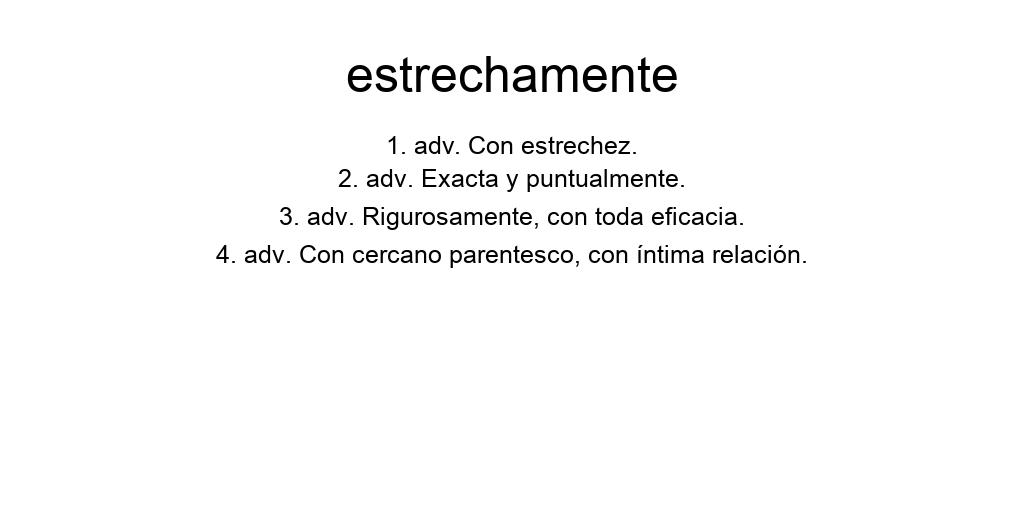 estrechamente
1. adv. Con estrechez.
2. adv. Exacta y puntualmente.
3. adv. Rigurosamente, con toda eficacia.
4. adv. Con cercano parentesco, con íntima relación.